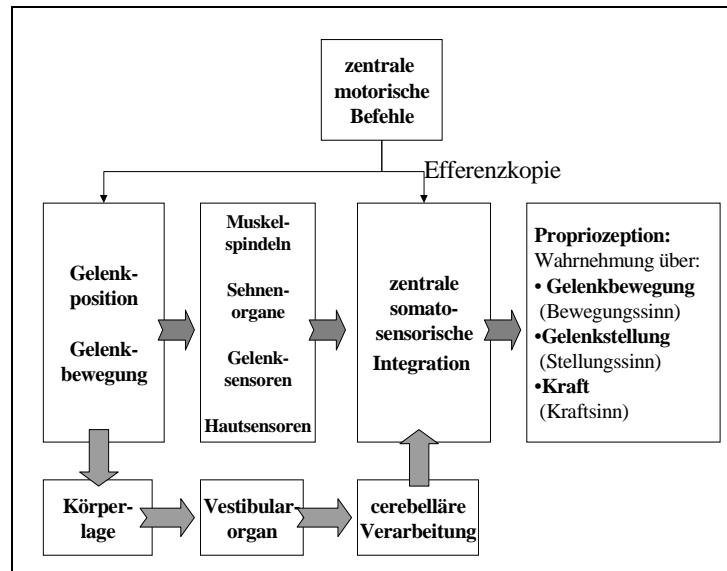 zentrale
motorische
Befehle
Efferenzkopie
Gelenk-
position
Gelenk-
bewegung
Muskel-
spindeln
Sehnen-
organe
Gelenk-
sensoren
Hautsensoren
zentrale
somato-
sensorische
Integration
Propriozeption:
Wahrnehmung über:
• Gelenkbewegung
(Bewegungssinn)
•Gelenkstellung
(Stellungssinn)
•Kraft
(Kraftsinn)
Körper-
lage
Vestibular-
organ
cerebelläre
Verarbeitung